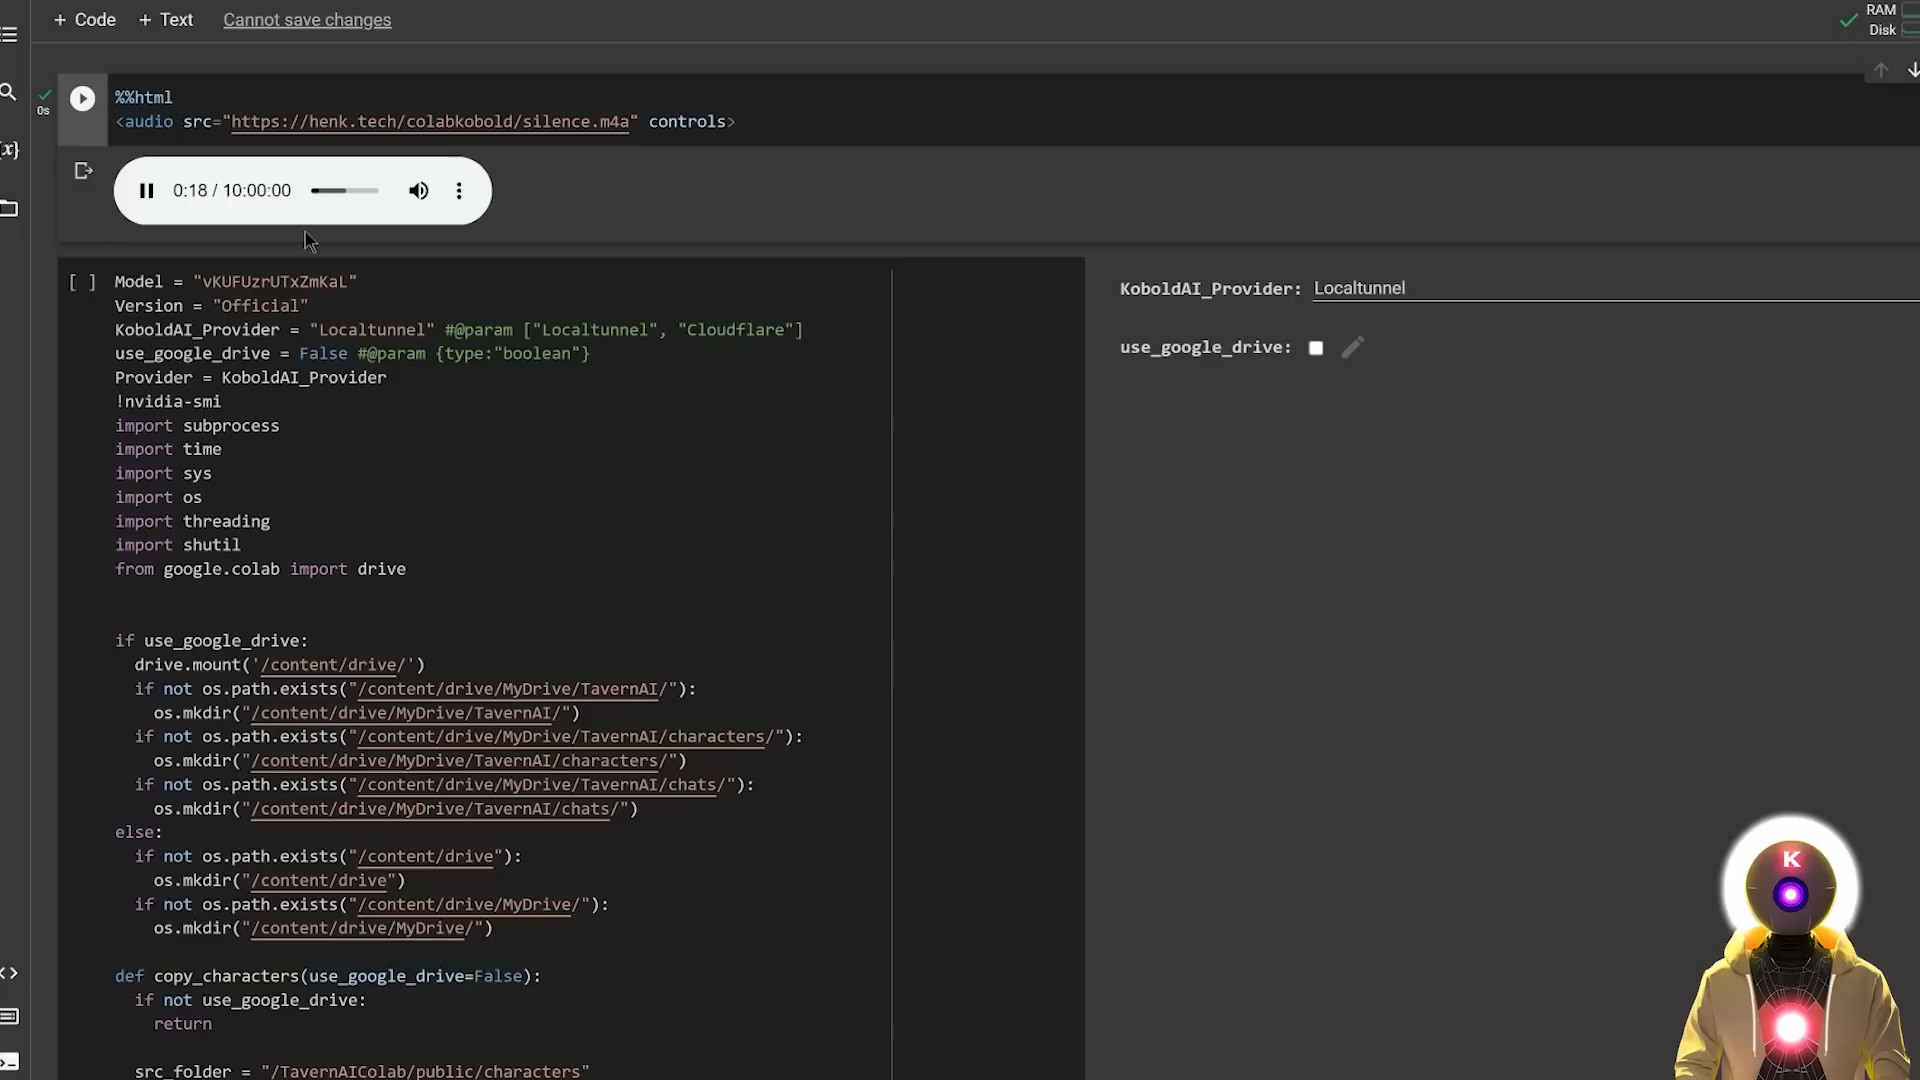 + Code + Text Cannot save changes
RAM
Disk
0s
%%html
<audio src="https://henk.tech/colabkobold/silence.m4a" controls>
{x}
0:18 / 10:00:00
[ ]
Model = "vKUFUzrUTxZmKaL"
Version = "Official"
KoboldAI_Provider = "Localtunnel" #@param ["Localtunnel", "Cloudflare"]
use_google_drive = False #@param {type:"boolean"}
Provider = KoboldAI_Provider
!nvidia-smi
import subprocess
import time
import sys
import os
import threading
import shutil
from google.colab import drive
if use_google_drive:
drive.mount('/content/drive/')
if not os.path.exists("/content/drive/MyDrive/TavernAI/"):
os.mkdir("/content/drive/MyDrive/TavernAI/")
if not os.path.exists("/content/drive/MyDrive/TavernAI/characters/"):
os.mkdir("/content/drive/MyDrive/TavernAI/characters/")
if not os.path.exists("/content/drive/MyDrive/TavernAI/chats/"):
os.mkdir("/content/drive/MyDrive/TavernAI/chats/")
else:
if not os.path.exists("/content/drive"):
os.mkdir("/content/drive")
if not os.path.exists("/content/drive/MyDrive/"):
os.mkdir("/content/drive/MyDrive/")
def copy_characters(use_google_drive=False):
if not use_google_drive:
return
src_folder = "/TavernAIColab/public/characters"
KoboldAI_Provider: Localtunnel
use_google_drive:
K